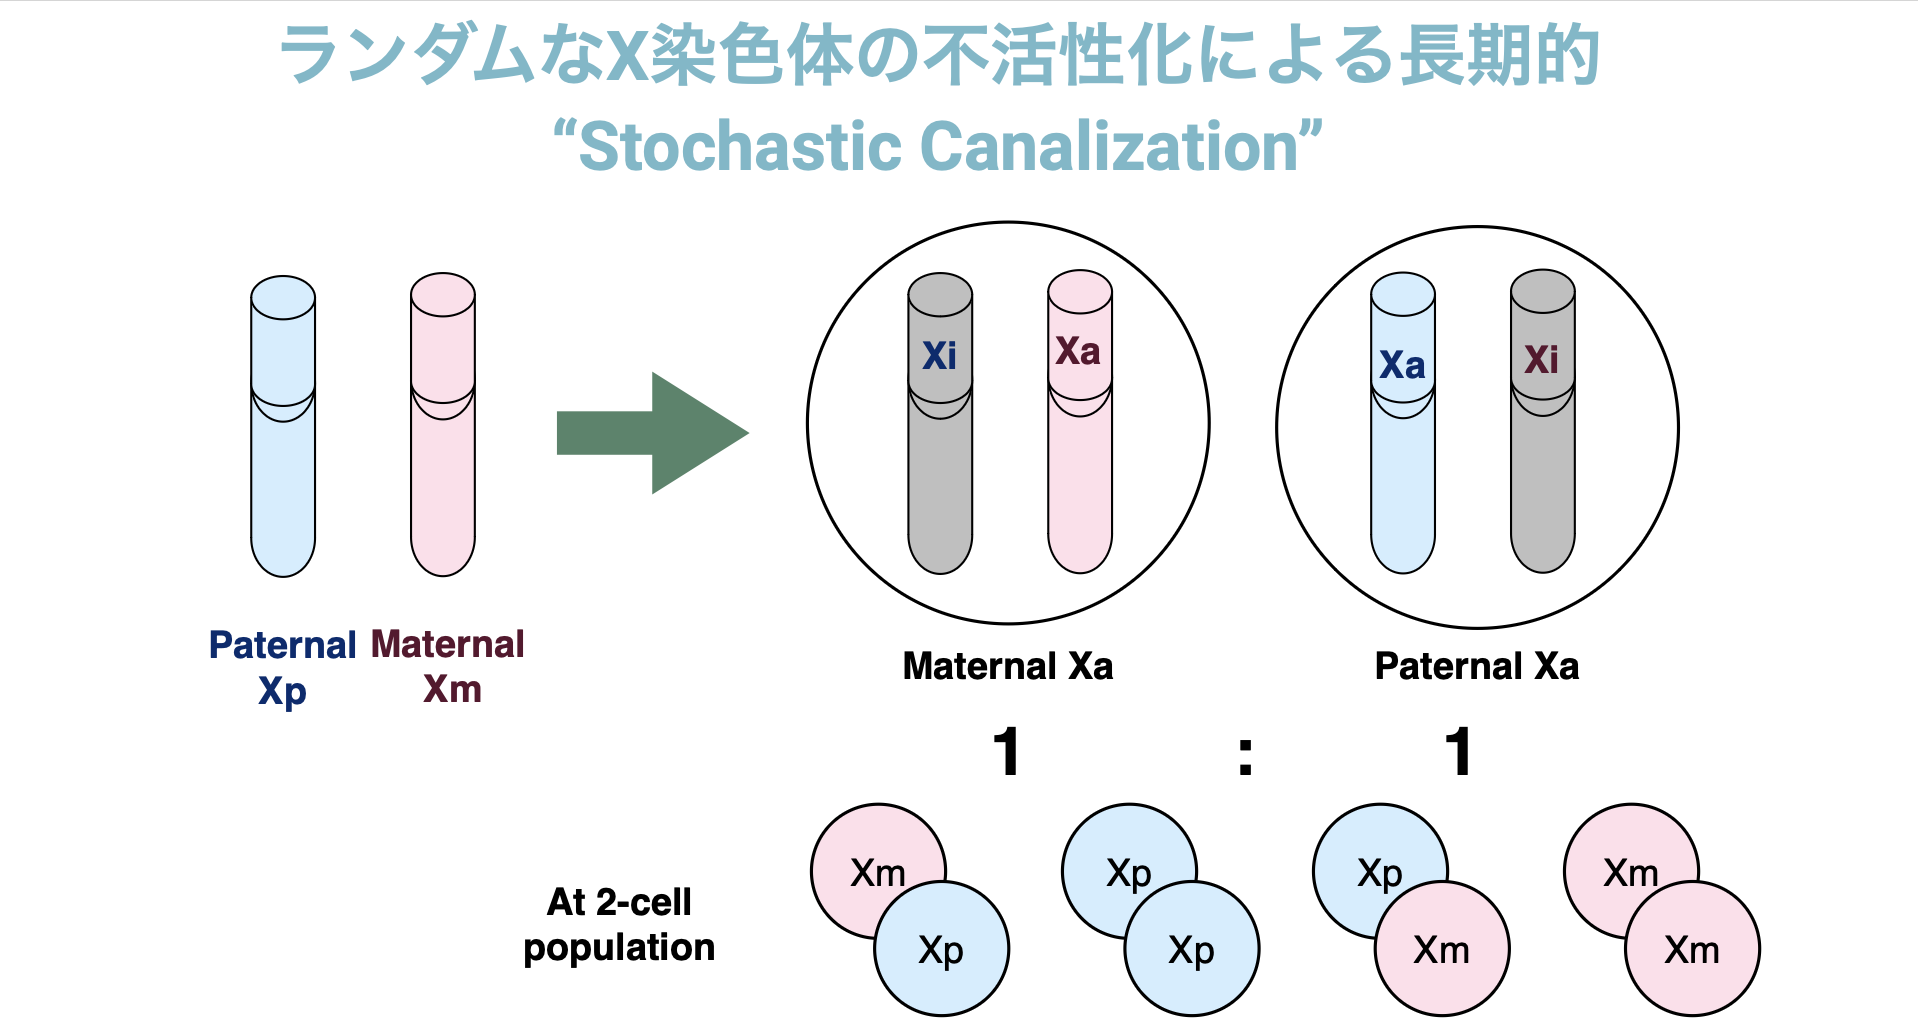 ランダムなX染色体の不活性化による長期的
“Stochastic Canalization”
Xi
Xa
Xa
Xi
Paternal
Xp
Maternal
Xm
Maternal Xa
Paternal Xa
1 : 1
At 2-cell
population
Xm
Xp
Xp
Xp
Xp
Xm
Xm
Xm